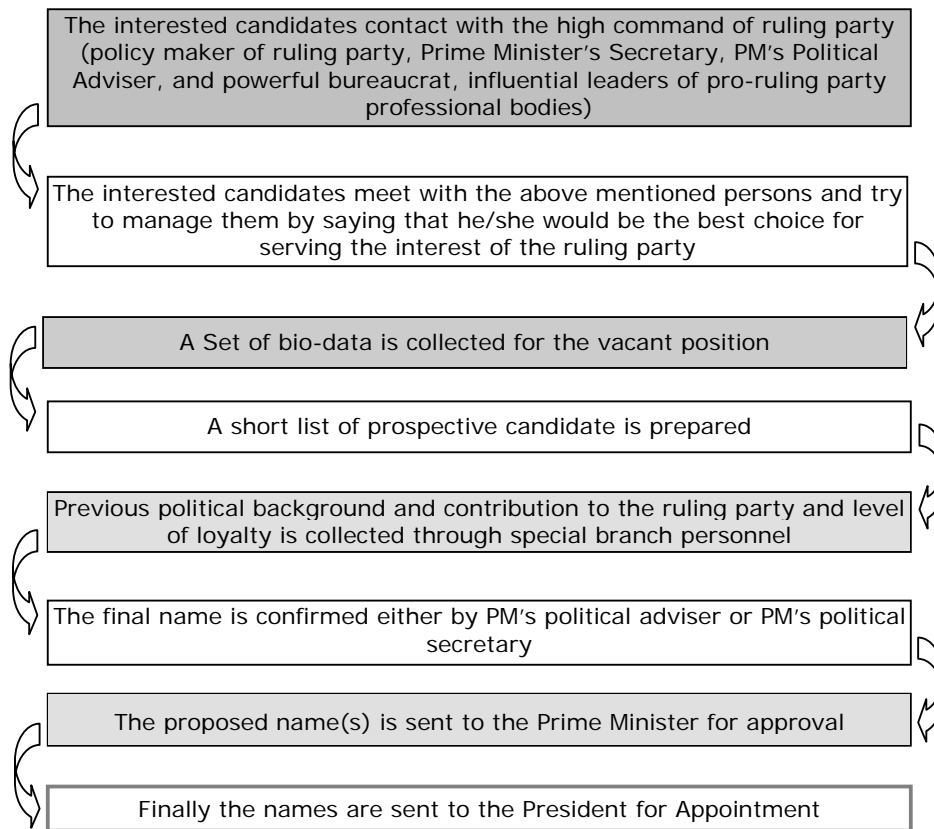 The interested candidates contact with the high command of ruling party
(policy maker of ruling party, Prime Minister's Secretary, PM's Political
Adviser, and powerful bureaucrat, influential leaders of pro-ruling party
professional bodies)
The interested candidates meet with the above mentioned persons and try
to manage them by saying that he/she would be the best choice for
serving the interest of the ruling party
A Set of bio-data is collected for the vacant position
A short list of prospective candidate is prepared
Previous political background and contribution to the ruling party and level
of loyalty is collected through special branch personnel
The final name is confirmed either by PM's political adviser or PM's political
secretary
The proposed name(s) is sent to the Prime Minister for approval
Finally the names are sent to the President for Appointment